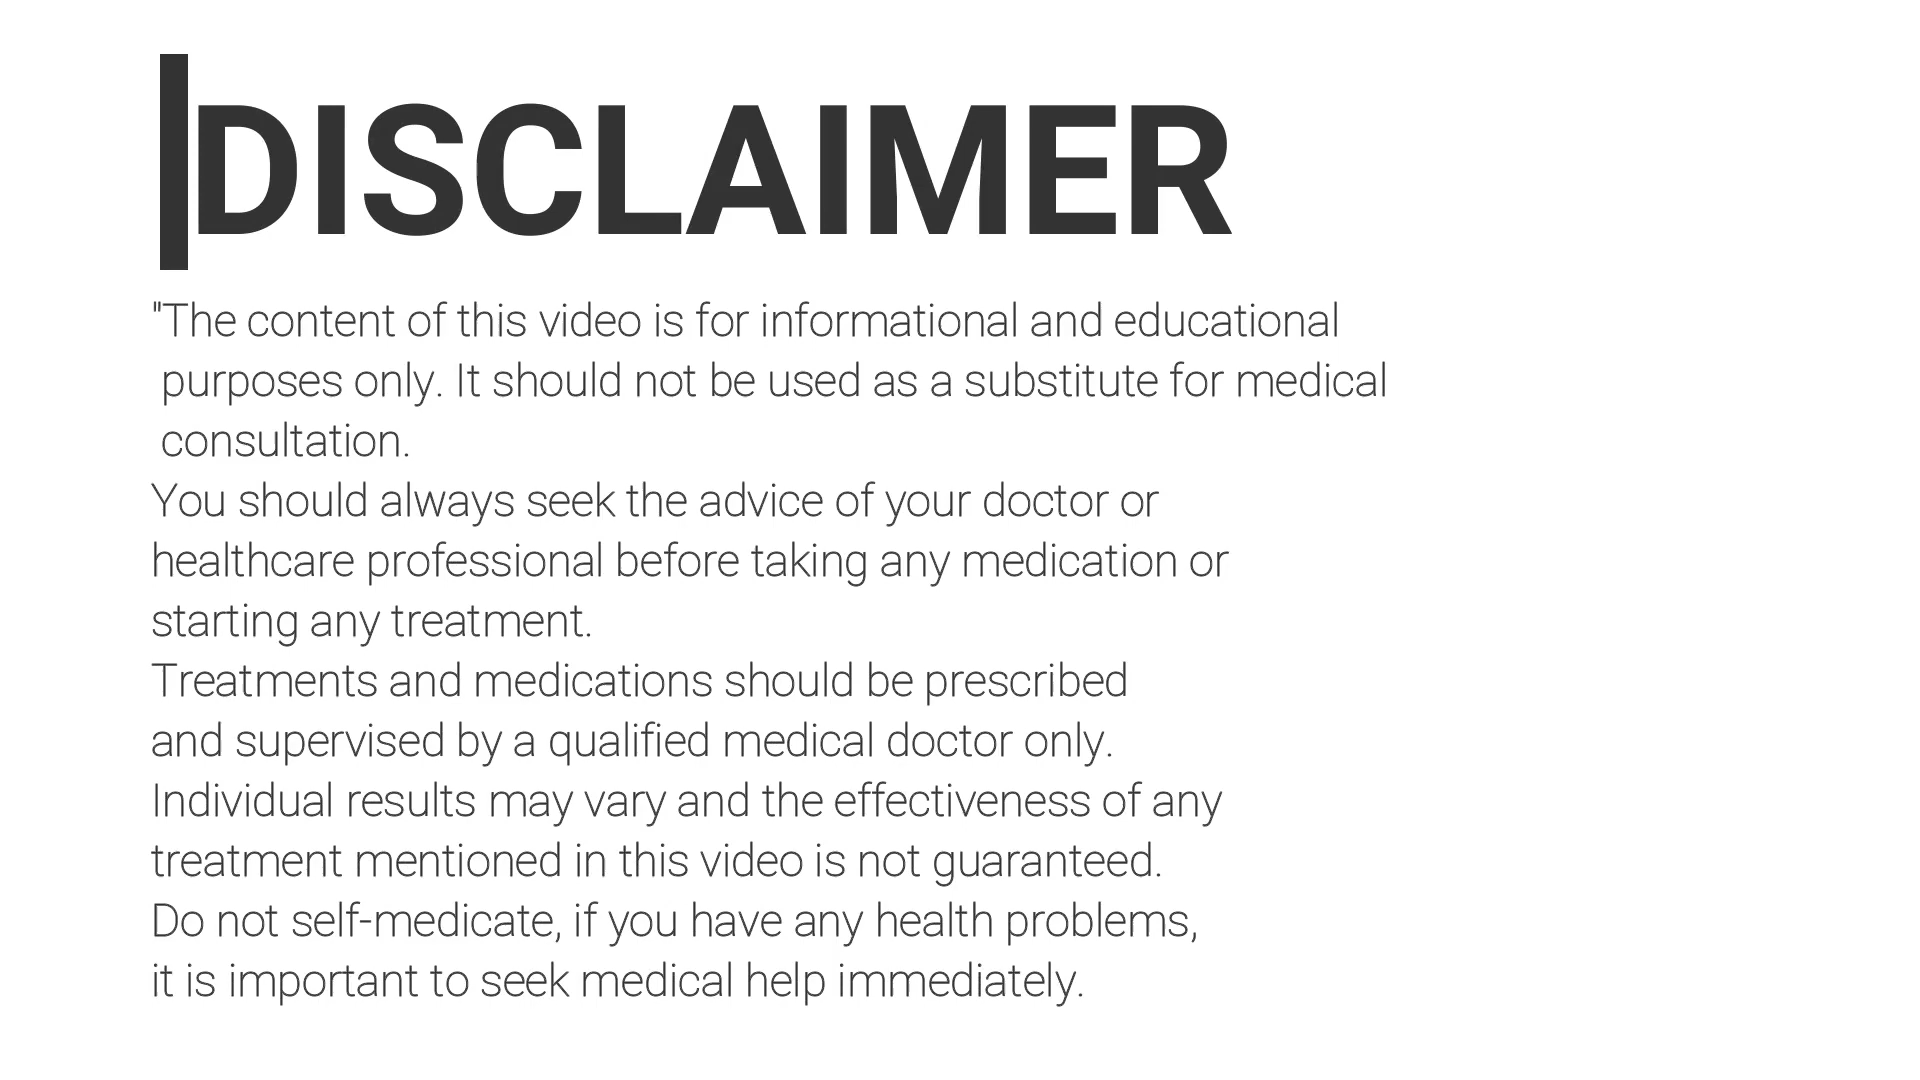 DISCLAIMER
"The content of this video is for informational and educational
purposes only. It should not be used as a substitute for medical
consultation.
You should always seek the advice of your doctor or
healthcare professional before taking any medication or
starting any treatment.
Treatments and medications should be prescribed
and supervised by a qualified medical doctor only.
Individual results may vary and the effectiveness of any
treatment mentioned in this video is not guaranteed.
Do not self-medicate, if you have any health problems,
it is important to seek medical help immediately.